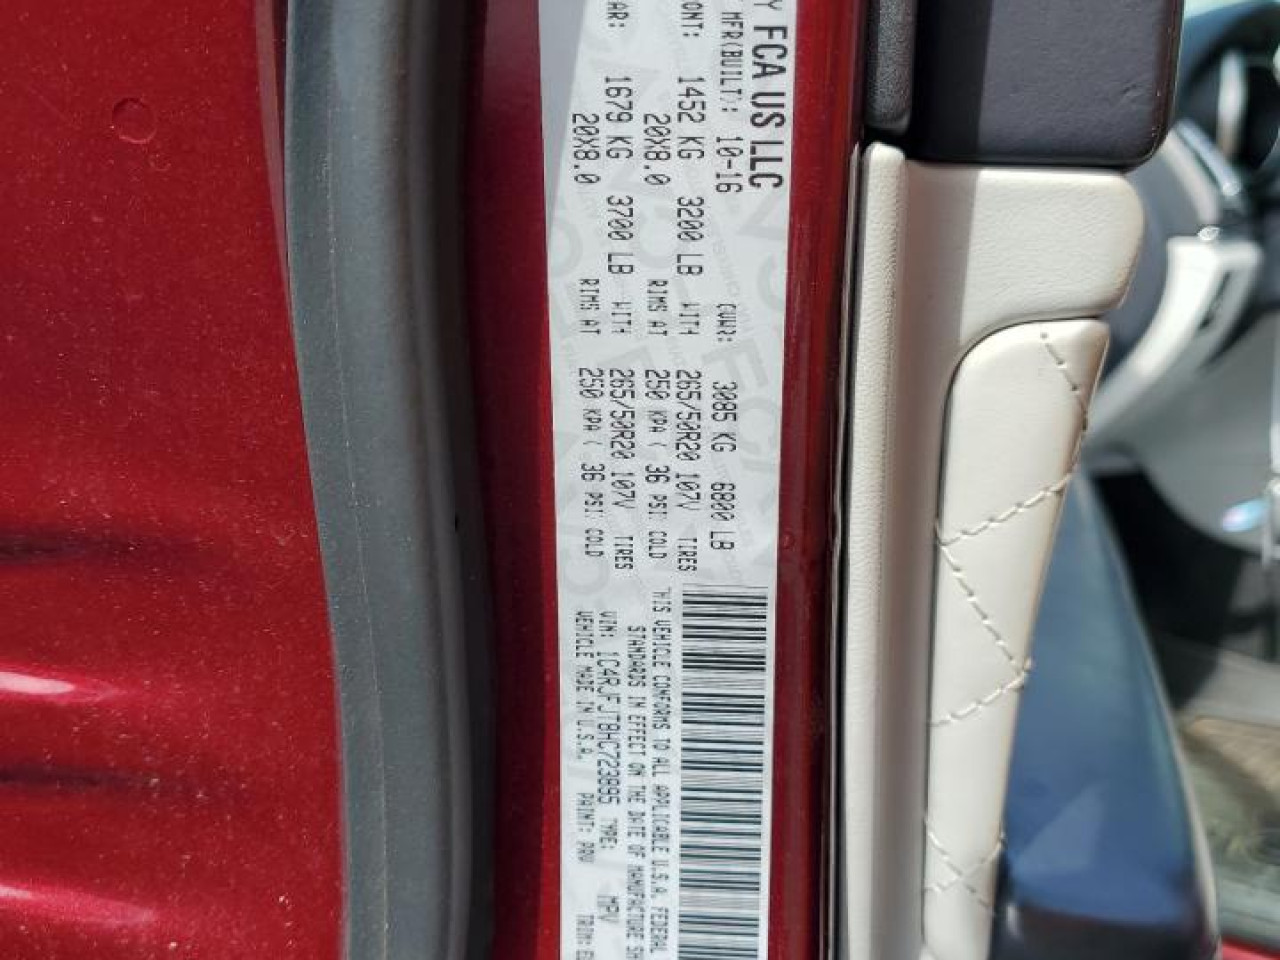 Y FCA US LLC
MFR(BUILT): 10-16 GVWR: 3085 KG 6800 LB
ONT: 1452 KG 3200 LB WITH 265/50R20 107V TIRES
20X8.0 RIMS AT 250 KPA ( 36 PSI COLD
AR: 1679 KG 3700 LB WITH 265/50R20 107V TIRES
20X8.0 RIMS AT 250 KPA ( 36 PSI COLD
THIS VEHICLE CONFORMS TO ALL APPLICABLE U.S.A. FEDERAL
STANDARDS IN EFFECT ON THE DATE OF MANUFACTURE SH
VIN: 1C4RJFJT8HC723895 TYPE: MPV
VEHICLE MADE IN U.S.A. PAINT: PRV TRIM: